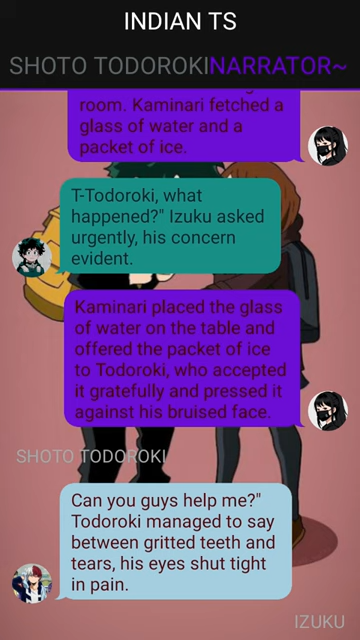 INDIAN TS
SHOTO TODOROKINARRATOR~
room. Kaminari fetched a
glass of water and a
packet of ice.
T-Todoroki, what
happened?" Izuku asked
urgently, his concern
evident.
Kaminari placed the glass
of water on the table and
offered the packet of ice
to Todoroki, who accepted
it gratefully and pressed it
against his bruised face.
SHOTO TODOROKI
Can you guys help me?"
Todoroki managed to say
between gritted teeth and
tears, his eyes shut tight
in pain.
IZUKU